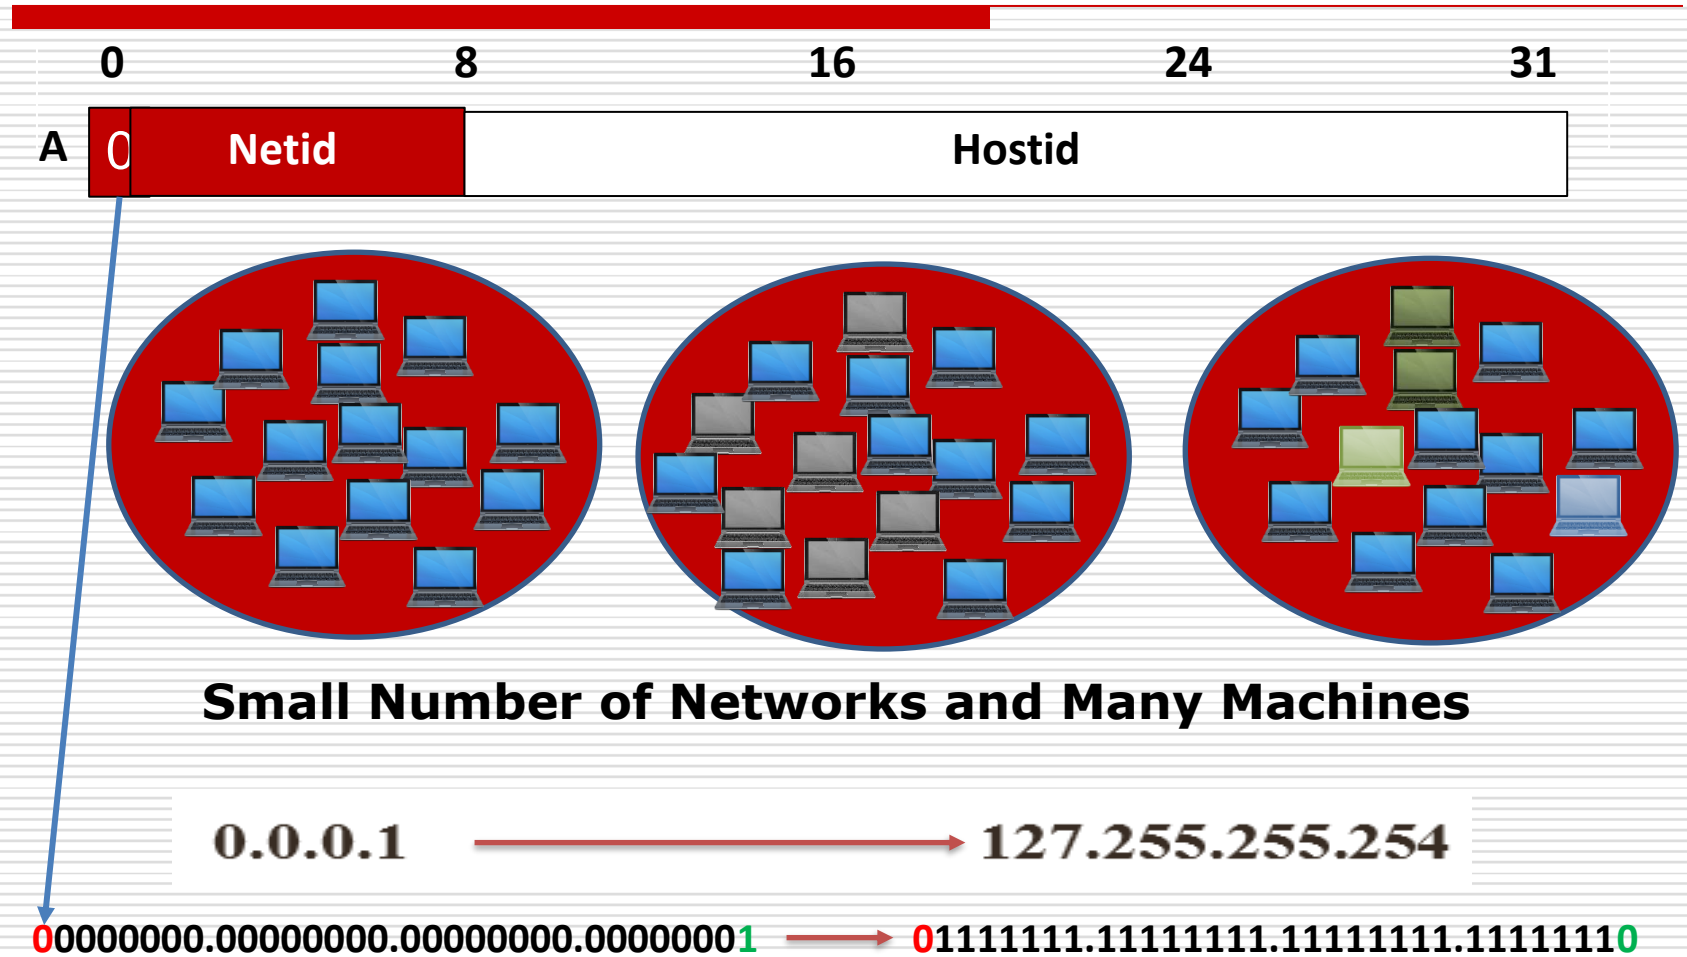 0 8 16 24 31
A 0 Netid Hostid
Small Number of Networks and Many Machines
0.0.0.1 127.255.255.254
00000000.00000000.00000000.00000001 01111111.11111111.11111111.11111110